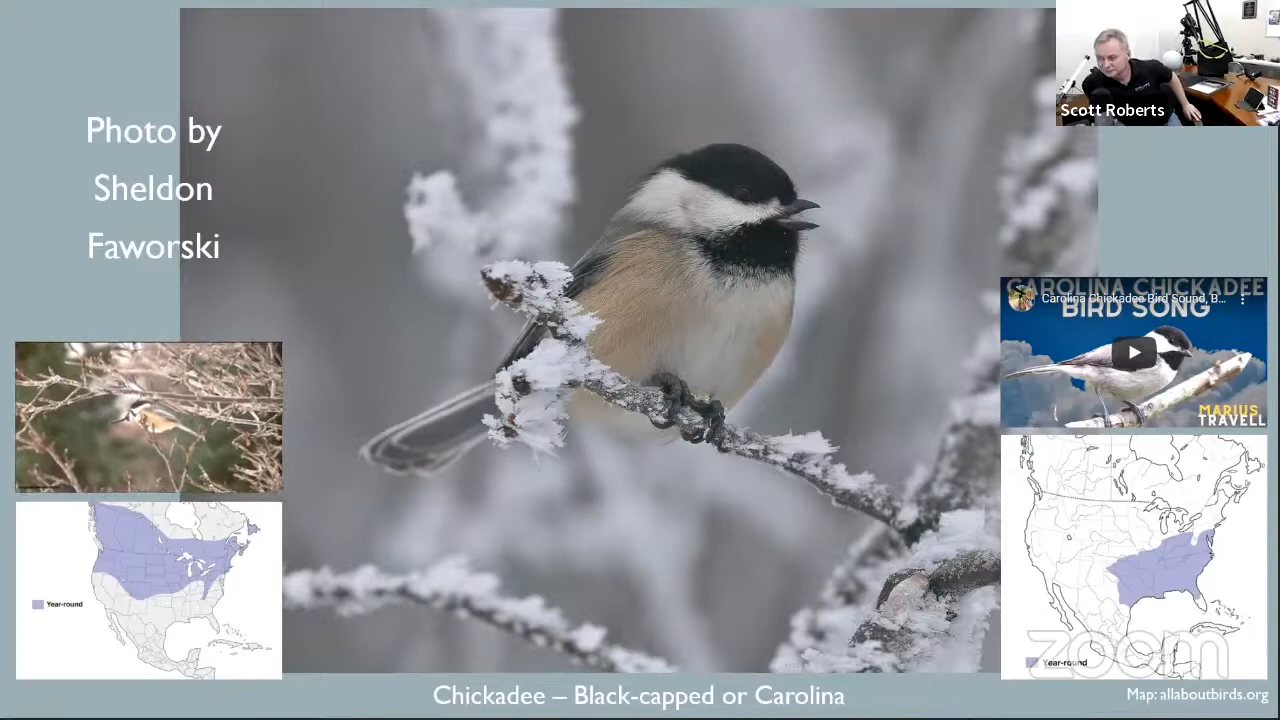 Photo by
Sheldon
Faworski
Scott Roberts
CAROLINA CHICKADEE
Carolina Chickadee Bird Sound, B...
BIRD SONG
MARIUS
TRAVELL
Year-round
Year-round
zoom
Chickadee – Black-capped or Carolina
Map: allaboutbirds.org